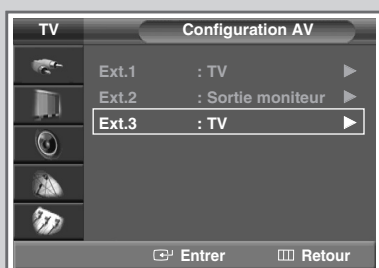 TV Configuration AV
Ext.1 : TV
Ext.2 : Sortie moniteur
Ext.3 : TV
Entrer Retour